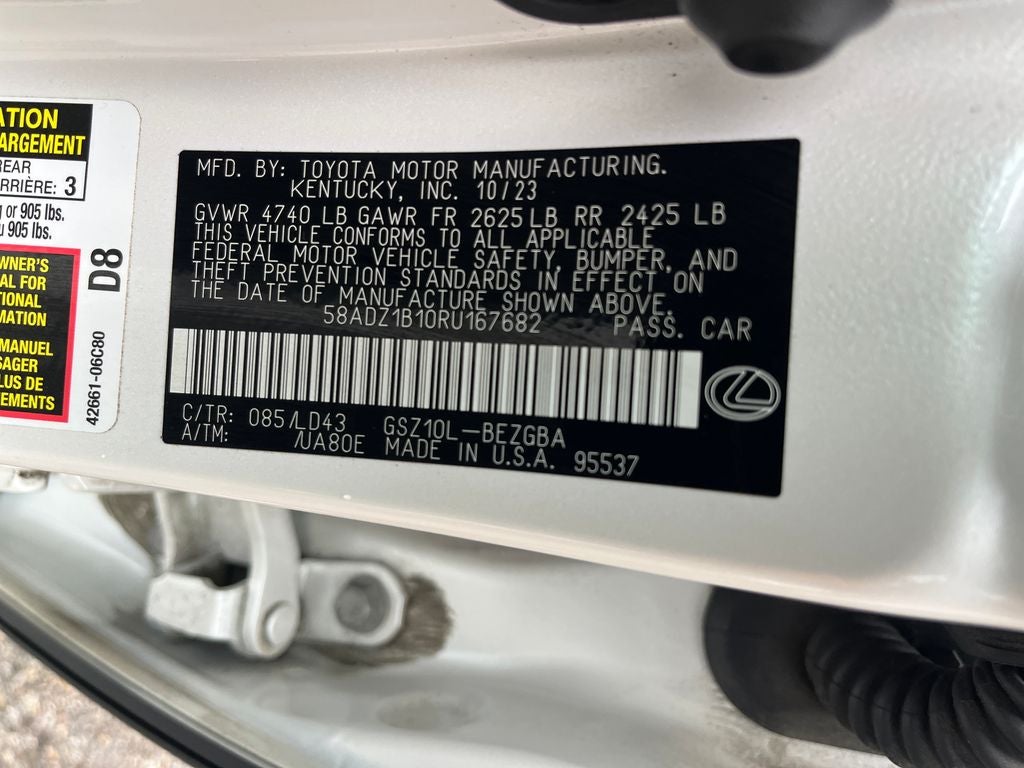 ATION
ARGEMENT
REAR
ARRIÈRE: 3
g or 905 lbs.
u 905 lbs.
WNER'S
AL FOR
TIONAL
MATION
MANUEL
SAGER
LUS DE
EMENTS
D8
42661-06C80
MFD. BY: TOYOTA MOTOR MANUFACTURING.
KENTUCKY, INC. 10/23
GVWR 4740 LB GAWR FR 2625 LB RR 2425 LB
THIS VEHICLE CONFORMS TO ALL APPLICABLE
FEDERAL MOTOR VEHICLE SAFETY, BUMPER, AND
THEFT PREVENTION STANDARDS IN EFFECT ON
THE DATE OF MANUFACTURE SHOWN ABOVE.
58ADZ1B10RU167682 PASS. CAR
C/TR: 085/LD43 GSZ10L-BEZGBA
A/TM: /UA80E MADE IN U.S.A. 95537